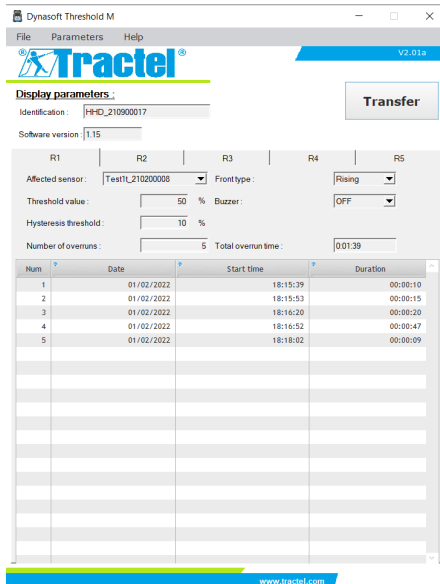 Dynasoft Threshold M
File Parameters Help
® Tractel ®
V2.01a
Display parameters :
Transfer
Identification : HHD_210900017
Software version : 1.15
R1 R2 R3 R4 R5
Affected sensor : Test1t_210200008 Front type : Rising
Threshold value : 50 % Buzzer : OFF
Hysteresis threshold : 10 %
Number of overruns : 5 Total overrun time : 0:01:39
Num Date Start time Duration
1 01/02/2022 18:15:39 00:00:10
2 01/02/2022 18:15:53 00:00:15
3 01/02/2022 18:16:20 00:00:20
4 01/02/2022 18:16:52 00:00:47
5 01/02/2022 18:18:02 00:00:09
www.tractel.com